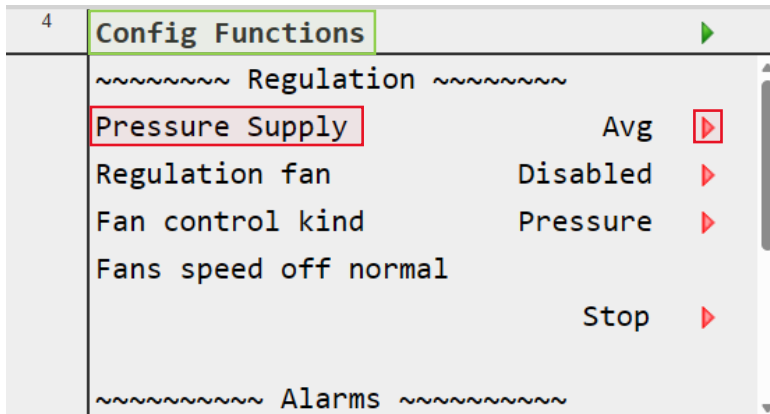 4 Config Functions
~~~~~~~~ Regulation ~~~~~~~~
Pressure Supply Avg
Regulation fan Disabled
Fan control kind Pressure
Fans speed off normal
Stop
~~~~~~~~~~ Alarms ~~~~~~~~~~